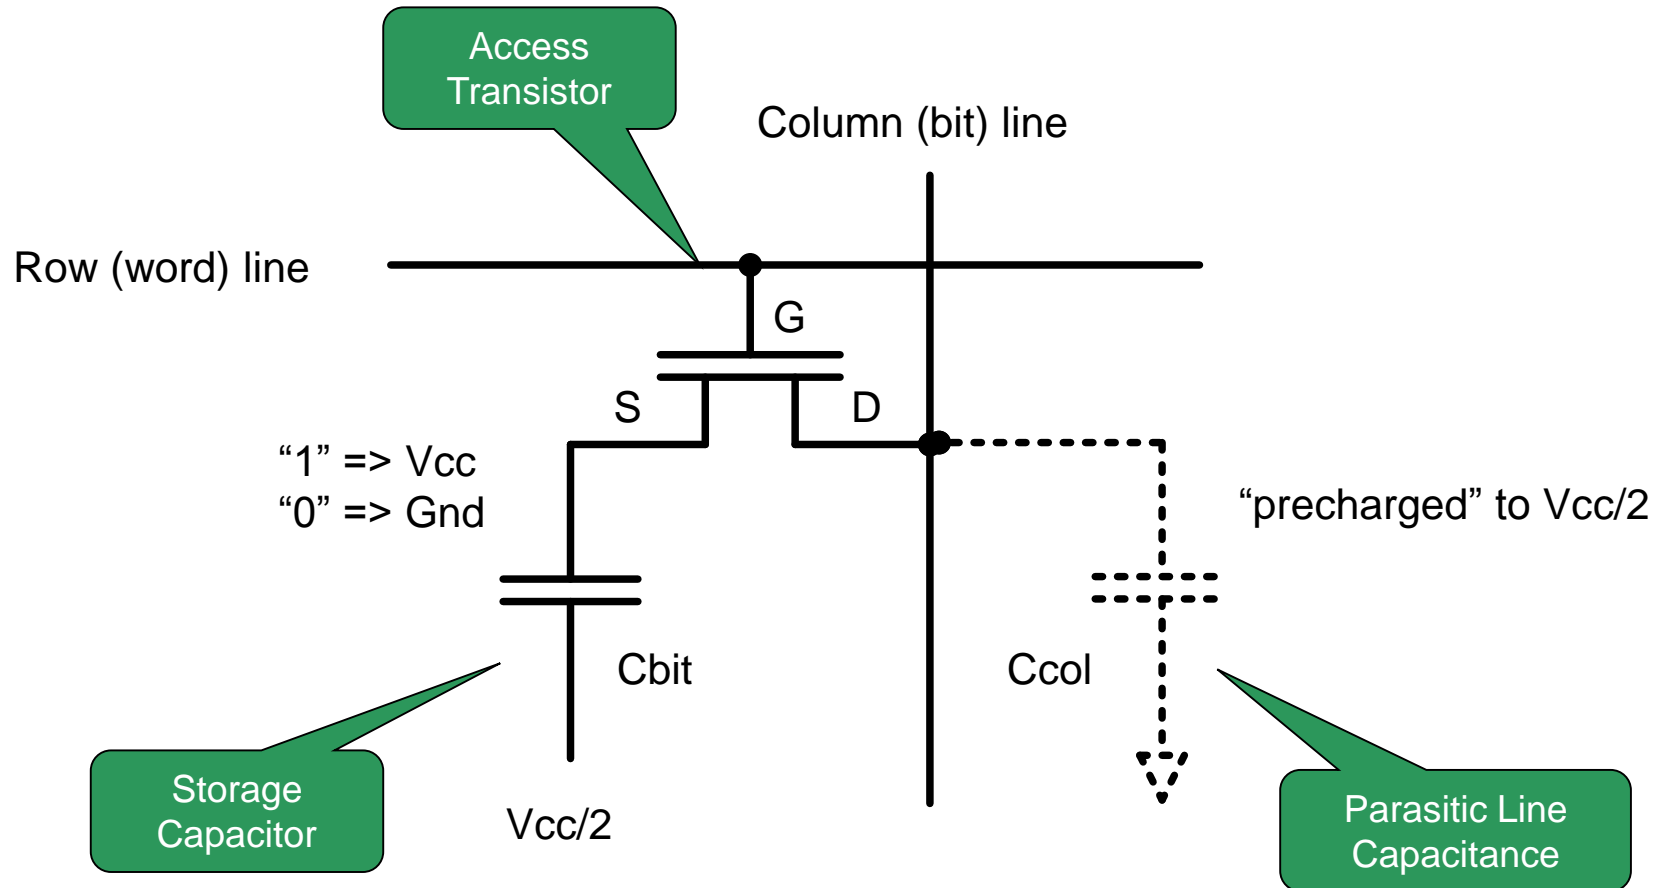 Access
Transistor
Column (bit) line
Row (word) line
G
S
D
“1” => Vcc
“0” => Gnd
“precharged” to Vcc/2
Cbit
Ccol
Storage
Capacitor
Vcc/2
Parasitic Line
Capacitance